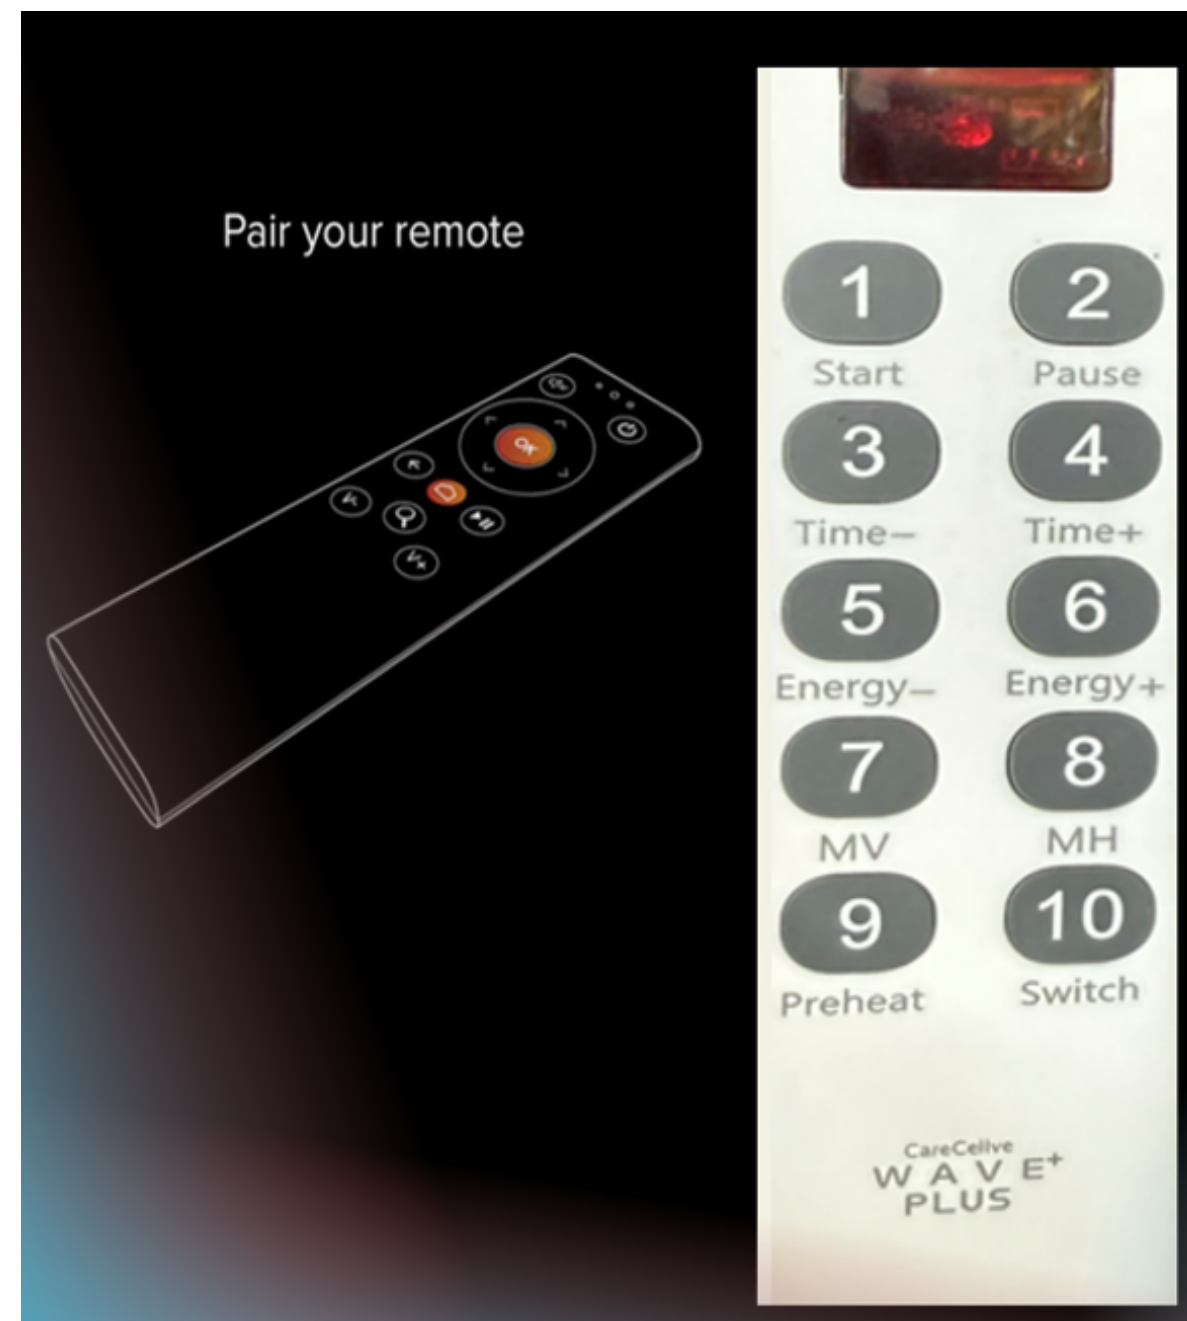 Pair your remote
OK
1 2
Start Pause
3 4
Time− Time+
5 6
Energy− Energy+
7 8
MV MH
9 10
Preheat Switch
CareCellve
WAVE+
PLUS